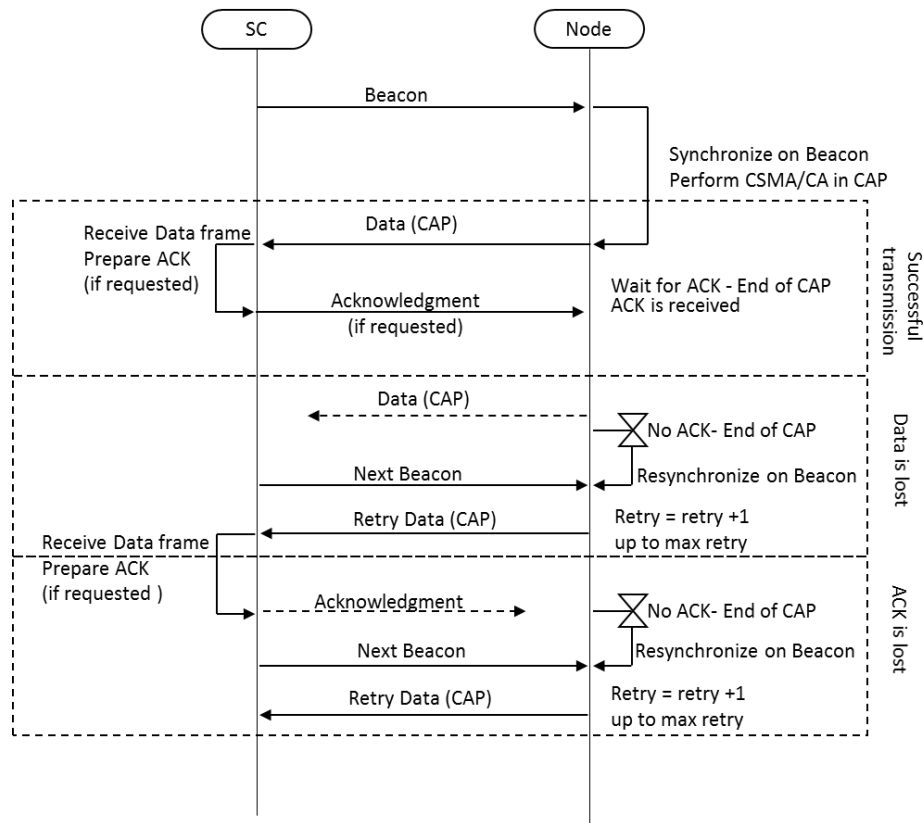 SC
Node
Beacon
Synchronize on Beacon
Perform CSMA/CA in CAP
Data (CAP)
Receive Data frame
Prepare ACK
(if requested)
Wait for ACK - End of CAP
ACK is received
Acknowledgment
(if requested)
Successful
transmission
Data (CAP)
No ACK- End of CAP
Next Beacon
Resynchronize on Beacon
Data is lost
Retry Data (CAP)
Retry = retry +1
up to max retry
Receive Data frame
Prepare ACK
(if requested )
Acknowledgment
No ACK- End of CAP
Next Beacon
Resynchronize on Beacon
ACK is lost
Retry Data (CAP)
Retry = retry +1
up to max retry